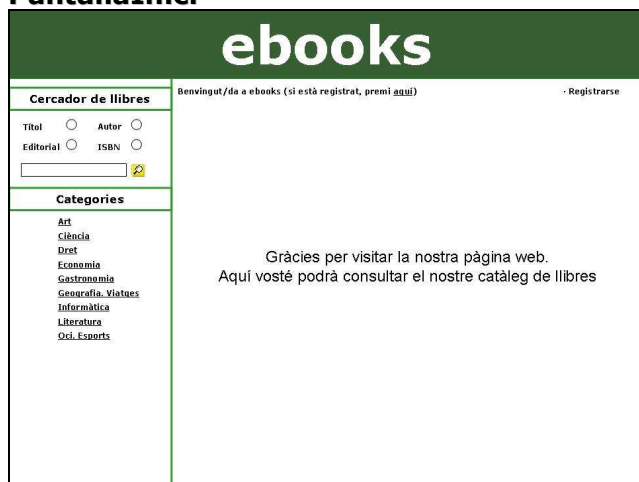 ebooks
Cercador de llibres
Títol Autor
Editorial ISBN
Categories
Art
Ciència
Dret
Economia
Gastronomia
Geografia. Viatges
Informàtica
Literatura
Oci. Esports
Benvingut/da a ebooks (si està registrat, premi aquí) · Registrarse
Gràcies per visitar la nostra pàgina web.
Aquí vosté podrà consultar el nostre catàleg de llibres